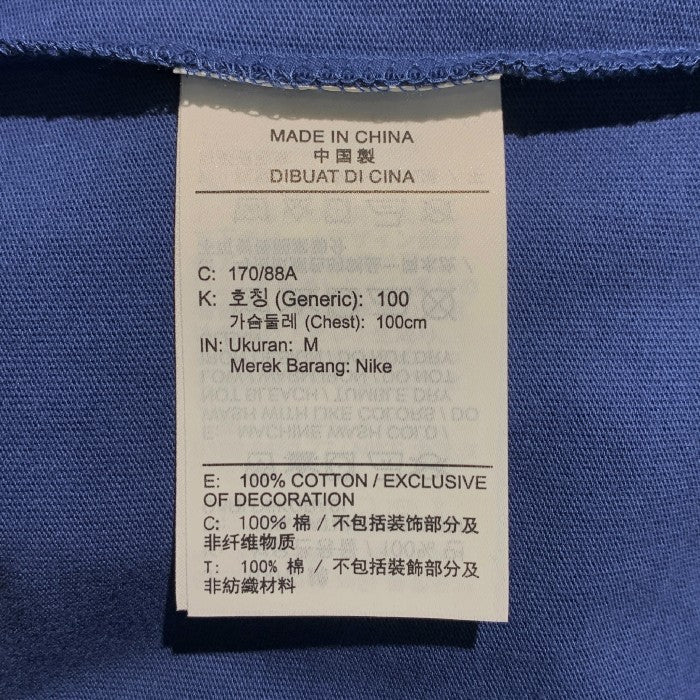 MADE IN CHINA
中国製
DIBUAT DI CINA
C: 170/88A
K: 호칭 (Generic): 100
가슴둘레 (Chest): 100cm
IN: Ukuran: M
Merek Barang: Nike
E: 100% COTTON / EXCLUSIVE
OF DECORATION
C: 100% 棉 / 不包括装饰部分及
非纤维物质
T: 100% 棉 / 不包括裝飾部分及
非紡織材料